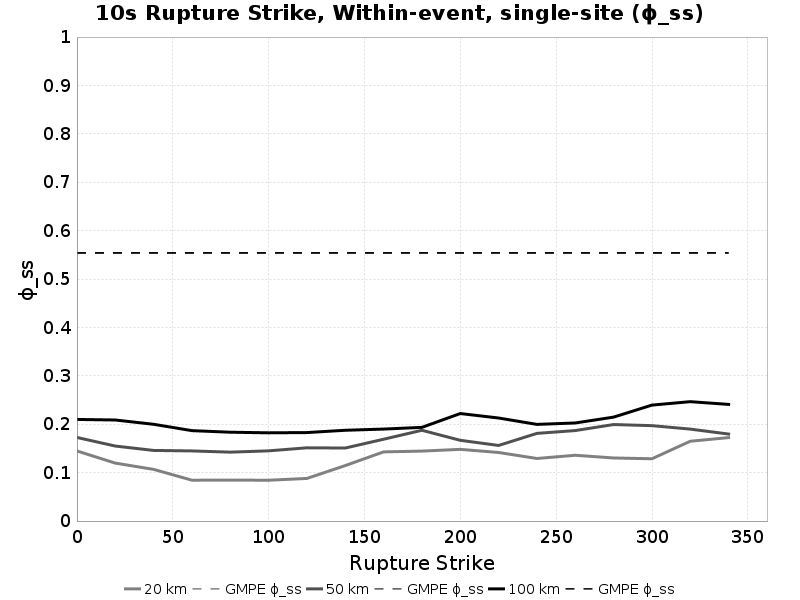 10s Rupture Strike, Within-event, single-site (ϕ_ss)
1
0.9
0.8
0.7
0.6
0.5
0.4
0.3
0.2
0.1
0
ϕ_ss
0 50 100 150 200 250 300 350
Rupture Strike
20 km GMPE ϕ_ss 50 km GMPE ϕ_ss 100 km GMPE ϕ_ss